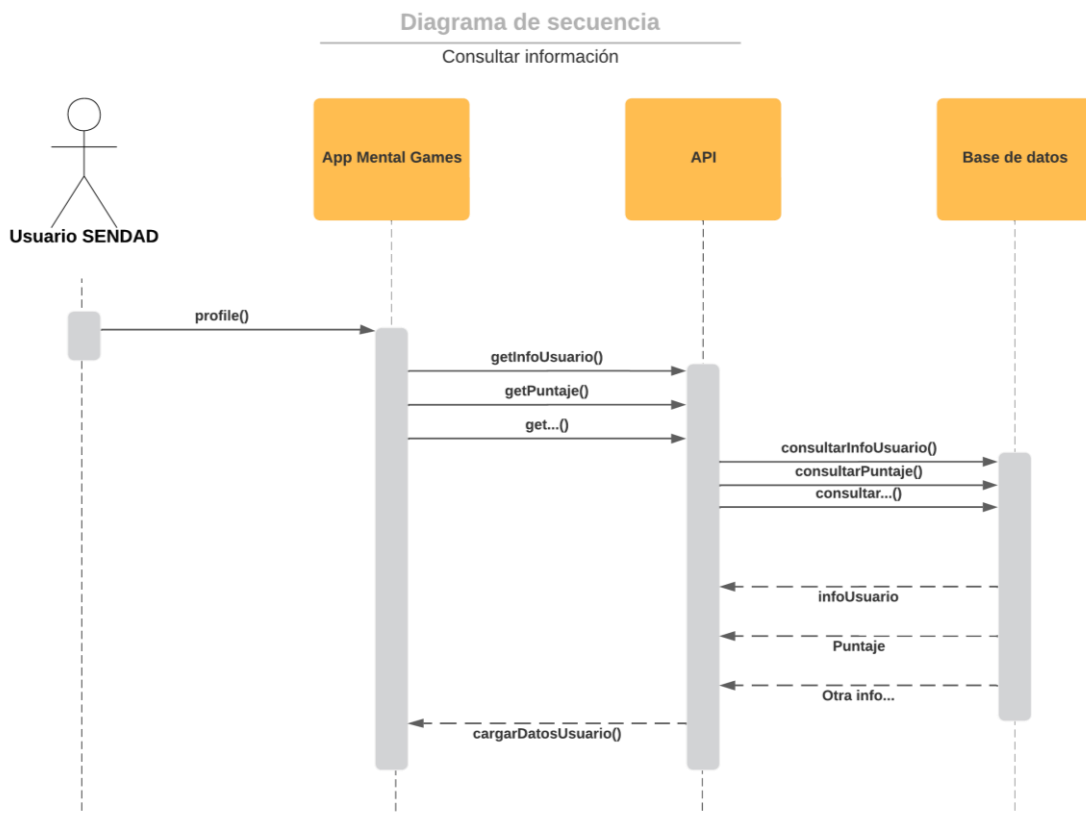 Diagrama de secuencia
Consultar información
App Mental Games
API
Base de datos
Usuario SENDAD
profile()
getInfoUsuario()
getPuntaje()
get...()
consultarInfoUsuario()
consultarPuntaje()
consultar...()
infoUsuario
Puntaje
Otra info...
cargarDatosUsuario()